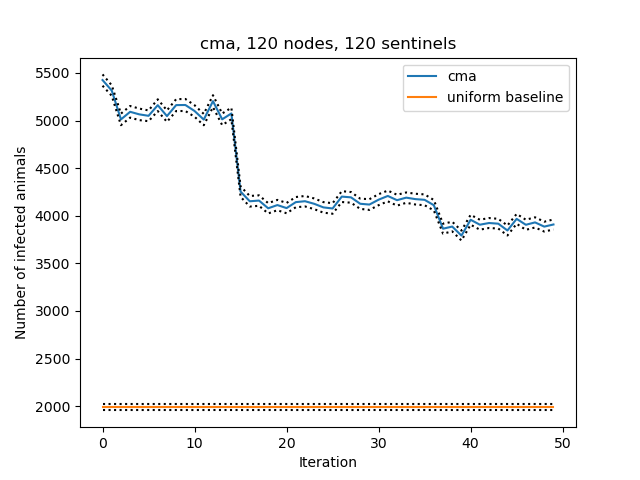 cma, 120 nodes, 120 sentinels
cma
uniform baseline
Number of infected animals
5500
5000
4500
4000
3500
3000
2500
2000
0 10 20 30 40 50
Iteration